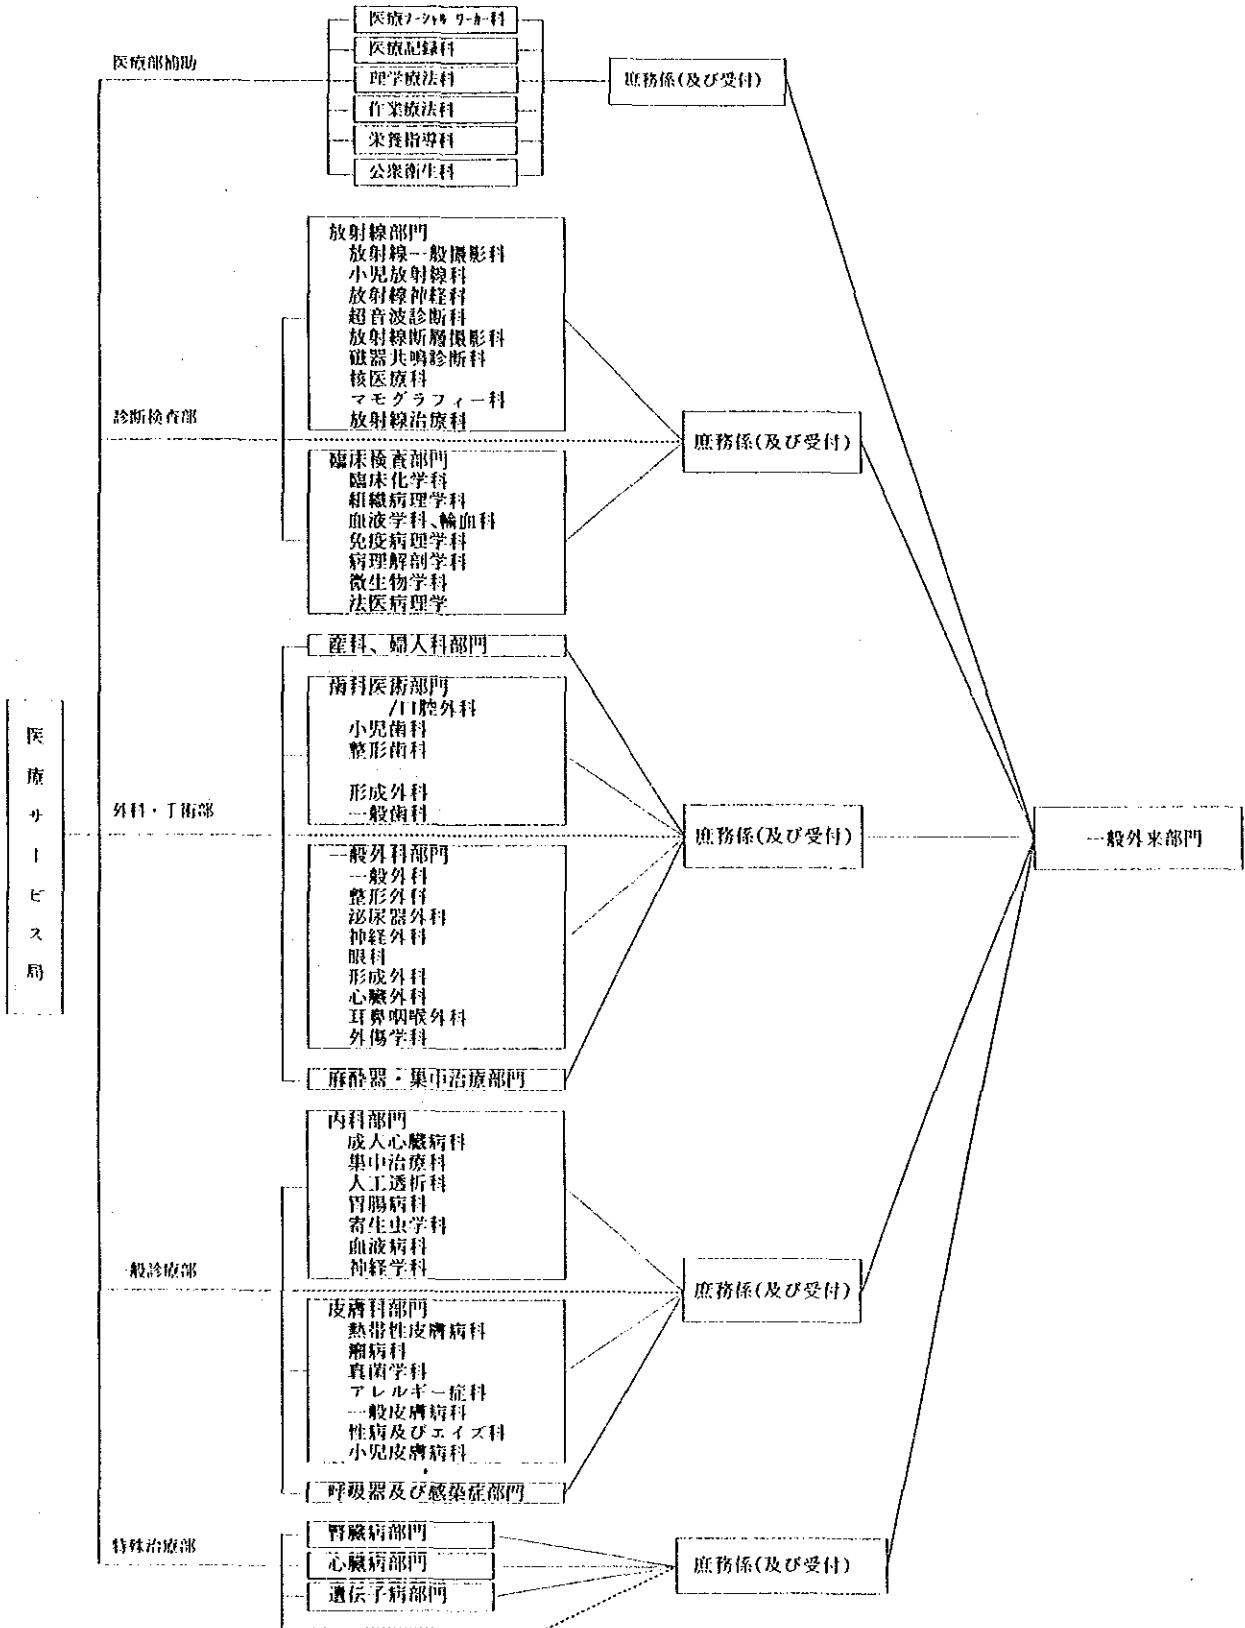 医療サービス局
医療部補助
医療ソーシャル ワーカー科
医療記録科
理学療法科
作業療法科
栄養指導科
公衆衛生科
庶務係(及び受付)
診断検査部
放射線部門
放射線一般撮影科
小児放射線科
放射線神経科
超音波診断科
放射線断層撮影科
磁器共鳴診断科
核医療科
マモグラフィー科
放射線治療科
臨床検査部門
臨床化学科
組織病理学科
血液学科、輸血科
免疫病理学科
病理解剖学科
微生物学科
法医病理学
庶務係(及び受付)
外科・手術部
産科、婦人科部門
歯科医術部門
/口腔外科
小児歯科
整形歯科
形成外科
一般歯科
一般外科部門
一般外科
整形外科
泌尿器外科
神経外科
眼科
形成外科
心臓外科
耳鼻咽喉外科
外傷学科
麻酔器・集中治療部門
庶務係(及び受付)
一般外来部門
一般診療部
内科部門
成人心臓病科
集中治療科
人工透析科
胃腸病科
寄生虫学科
血液病科
神経学科
皮膚科部門
熱帯性皮膚病科
癩病科
真菌学科
アレルギー症科
一般皮膚病科
性病及びエイズ科
小児皮膚病科
呼吸器及び感染症部門
庶務係(及び受付)
特殊治療部
腎臓病部門
心臓病部門
遺伝子病部門
庶務係(及び受付)